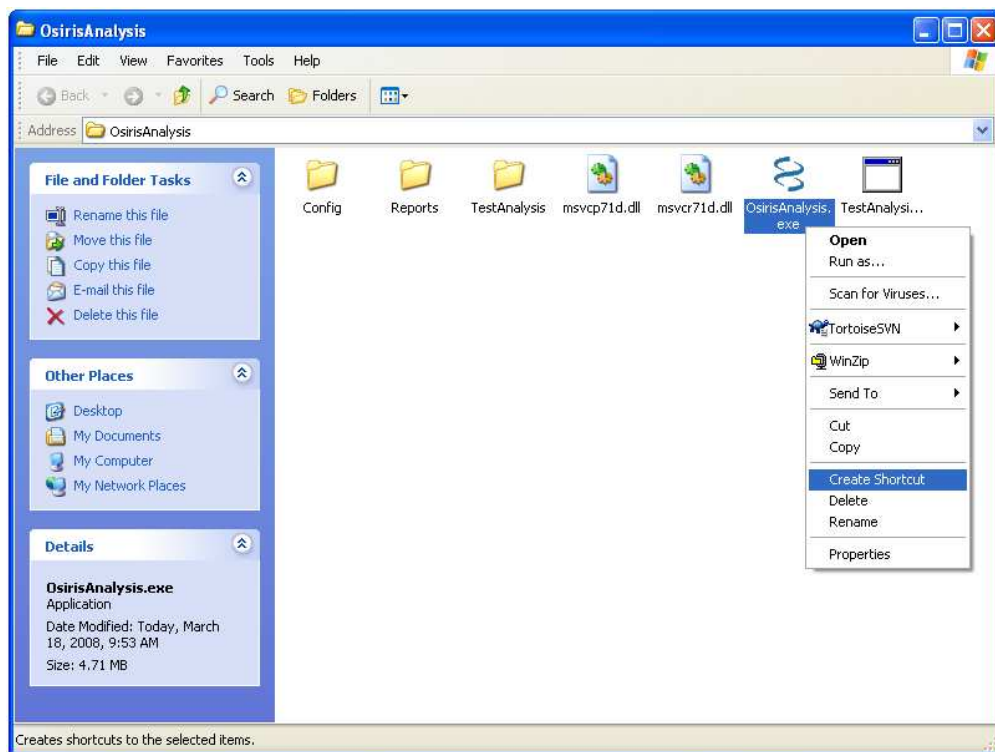 OsirisAnalysis
File Edit View Favorites Tools Help
Back Search Folders
Address OsirisAnalysis
File and Folder Tasks
Rename this file
Move this file
Copy this file
E-mail this file
Delete this file
Other Places
Desktop
My Documents
My Computer
My Network Places
Details
OsirisAnalysis.exe
Application
Date Modified: Today, March
18, 2008, 9:53 AM
Size: 4.71 MB
Config Reports TestAnalysis msvcp71d.dll msvcr71d.dll OsirisAnalysis. TestAnalysi...
exe
Open
Run as...
Scan for Viruses...
TortoiseSVN
WinZip
Send To
Cut
Copy
Create Shortcut
Delete
Rename
Properties
Creates shortcuts to the selected items.